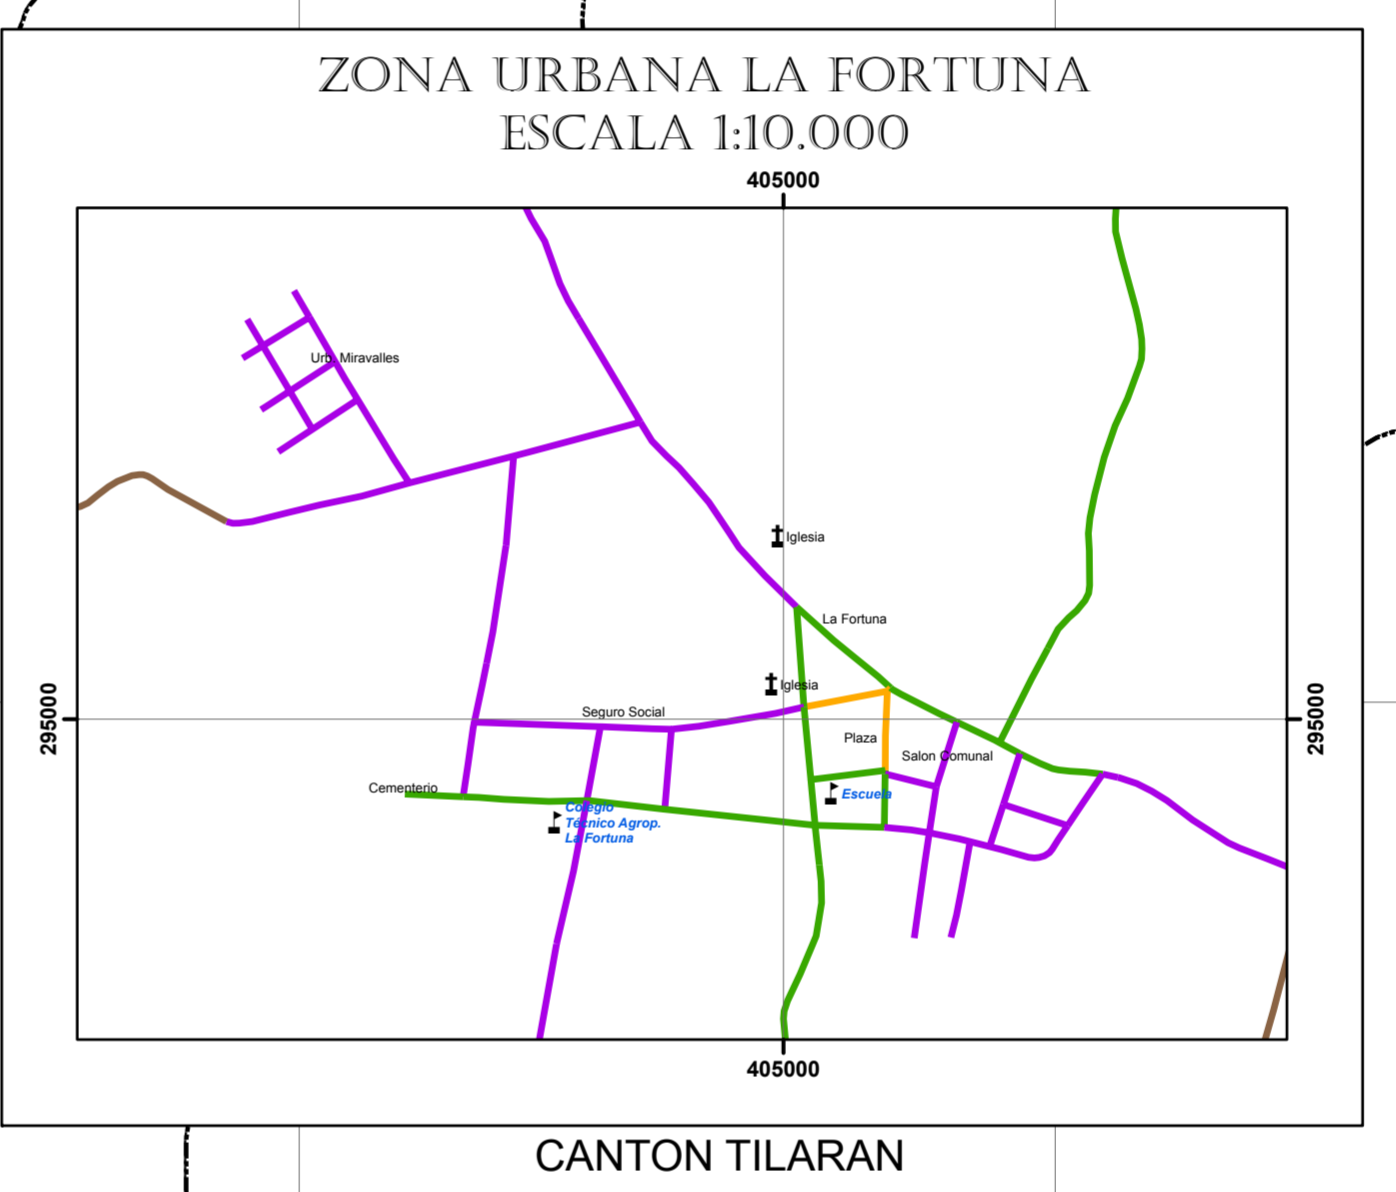 ZONA URBANA LA FORTUNA
ESCALA 1:10.000
405000
Urb. Miravalles
Iglesia
La Fortuna
Iglesia
295000
295000
Seguro Social
Plaza
Salon Comunal
Cementerio
Escuela
Colegio
Técnico Agrop.
La Fortuna
405000
CANTON TILARAN